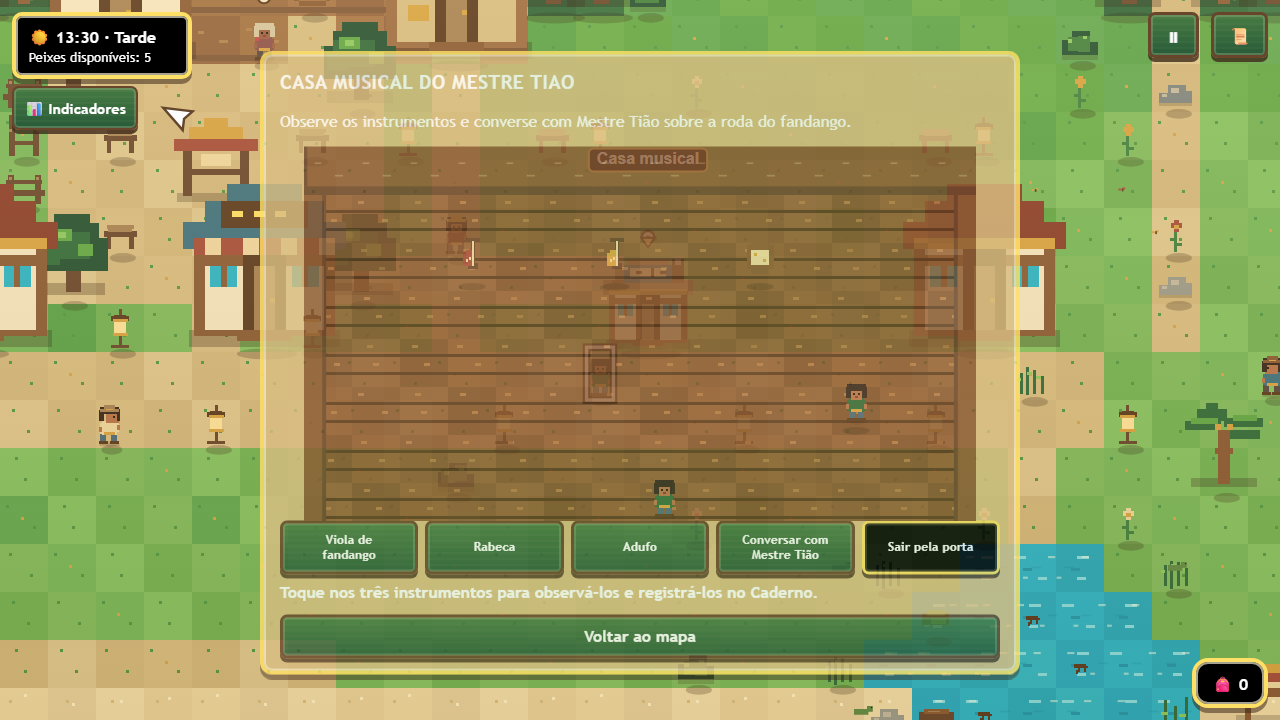 13:30 · Tarde
Peixes disponíveis: 5
Indicadores
CASA MUSICAL DO MESTRE TIAO
Observe os instrumentos e converse com Mestre Tião sobre a roda do fandango.
Casa musical
Viola de
fandango
Rabeca
Adufo
Conversar com
Mestre Tião
Sair pela porta
Toque nos três instrumentos para observá-los e registrá-los no Caderno.
Voltar ao mapa
0